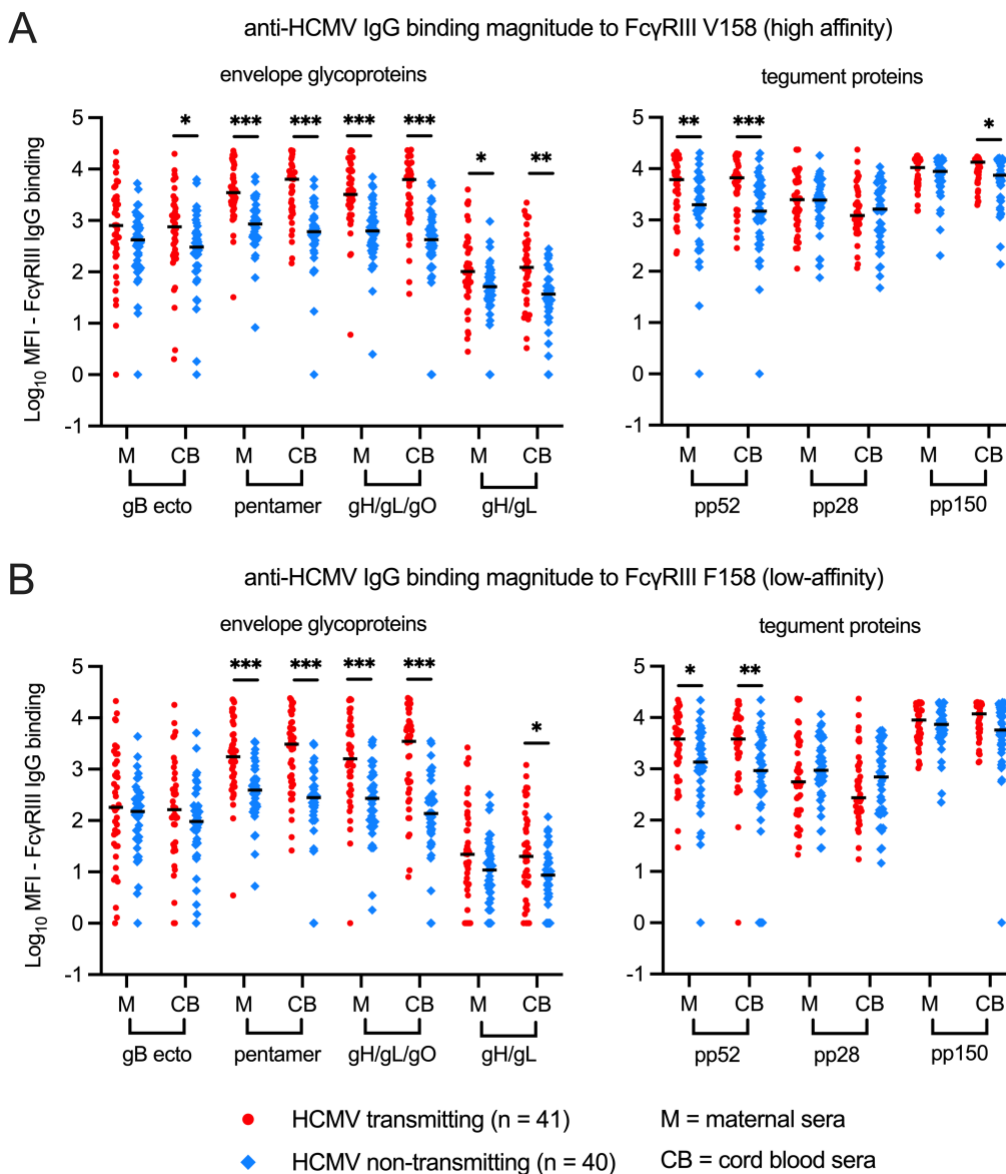 A
anti-HCMV IgG binding magnitude to FcγRIII V158 (high affinity)
envelope glycoproteins
tegument proteins
Log10 MFI - FcγRIII IgG binding
5
4
3
2
1
0
-1
* *** *** *** *** * **
M CB M CB M CB M CB
gB ecto pentamer gH/gL/gO gH/gL
5
4
3
2
1
0
-1
** *** *
M CB M CB M CB
pp52 pp28 pp150
B
anti-HCMV IgG binding magnitude to FcγRIII F158 (low-affinity)
envelope glycoproteins
tegument proteins
Log10 MFI - FcγRIII IgG binding
5
4
3
2
1
0
-1
*** *** *** *** *
M CB M CB M CB M CB
gB ecto pentamer gH/gL/gO gH/gL
5
4
3
2
1
0
-1
* **
M CB M CB M CB
pp52 pp28 pp150
HCMV transmitting (n = 41)
M = maternal sera
HCMV non-transmitting (n = 40)
CB = cord blood sera